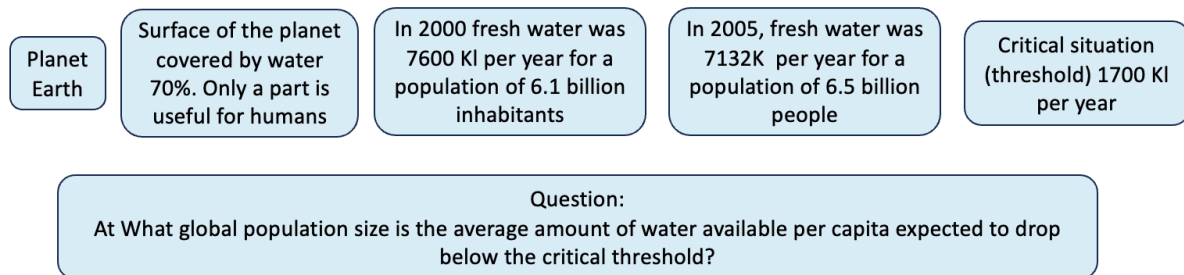 Planet
Earth
Surface of the planet
covered by water
70%. Only a part is
useful for humans
In 2000 fresh water was
7600 Kl per year for a
population of 6.1 billion
inhabitants
In 2005, fresh water was
7132K  per year for a
population of 6.5 billion
people
Critical situation
(threshold) 1700 Kl
per year
Question:
At What global population size is the average amount of water available per capita expected to drop
below the critical threshold?